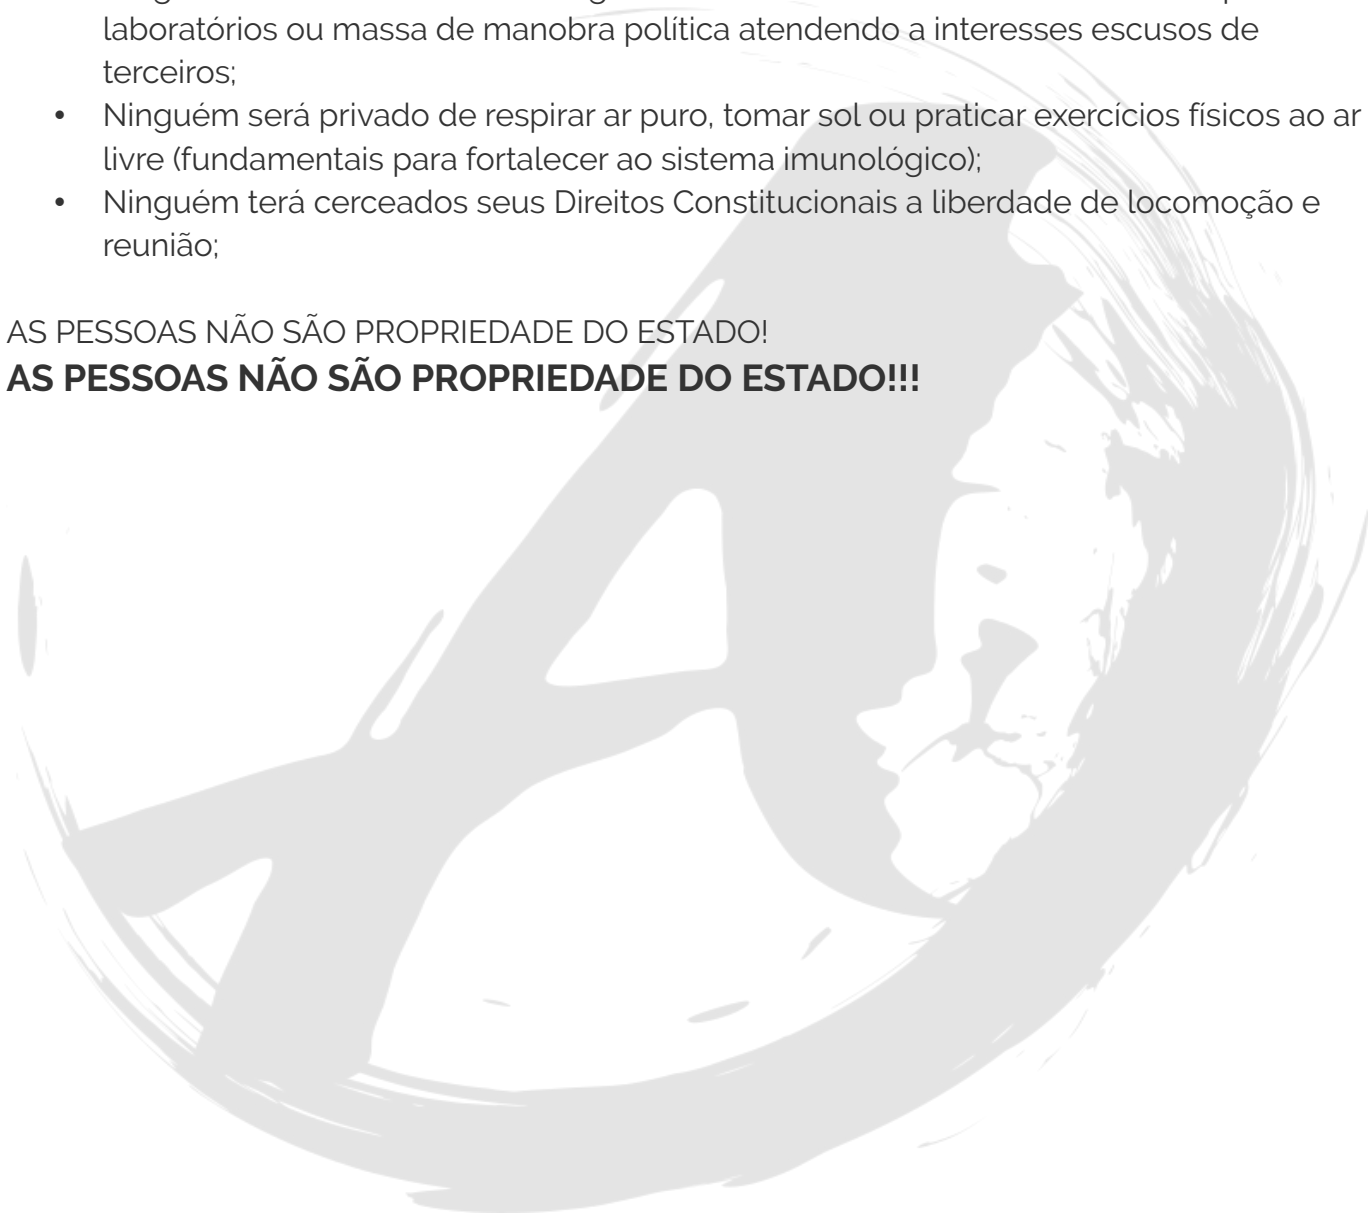 laboratórios ou massa de manobra política atendendo a interesses escusos de
terceiros;
• Ninguém será privado de respirar ar puro, tomar sol ou praticar exercícios físicos ao ar
livre (fundamentais para fortalecer ao sistema imunológico);
• Ninguém terá cerceados seus Direitos Constitucionais a liberdade de locomoção e
reunião;
AS PESSOAS NÃO SÃO PROPRIEDADE DO ESTADO!
AS PESSOAS NÃO SÃO PROPRIEDADE DO ESTADO!!!